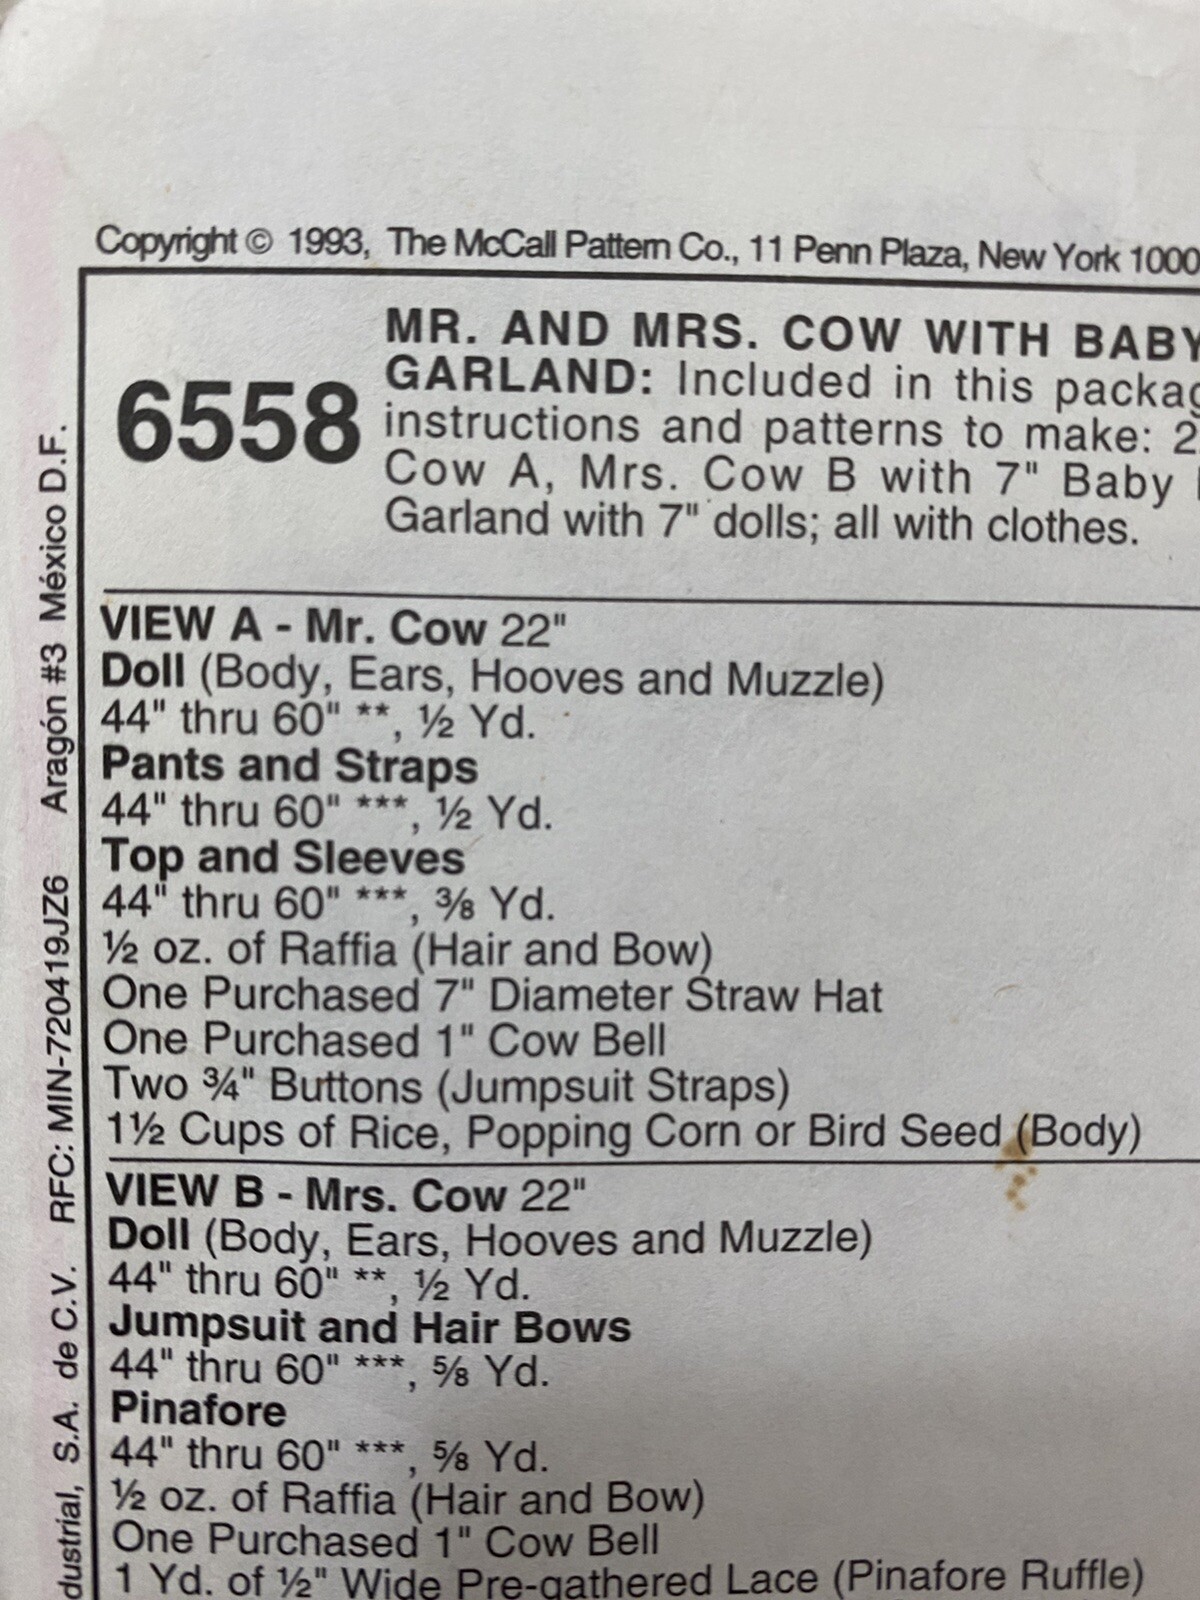 Copyright © 1993, The McCall Pattern Co., 11 Penn Plaza, New York 1000
6558
MR. AND MRS. COW WITH BABY
GARLAND: Included in this packag
instructions and patterns to make: 2
Cow A, Mrs. Cow B with 7" Baby
Garland with 7" dolls; all with clothes.
VIEW A - Mr. Cow 22"
Doll (Body, Ears, Hooves and Muzzle)
44" thru 60" **, ½ Yd.
Pants and Straps
44" thru 60" ***, ½ Yd.
Top and Sleeves
44" thru 60" ***, ⅜ Yd.
½ oz. of Raffia (Hair and Bow)
One Purchased 7" Diameter Straw Hat
One Purchased 1" Cow Bell
Two ¾" Buttons (Jumpsuit Straps)
1½ Cups of Rice, Popping Corn or Bird Seed (Body)
VIEW B - Mrs. Cow 22"
Doll (Body, Ears, Hooves and Muzzle)
44" thru 60" **, ½ Yd.
Jumpsuit and Hair Bows
44" thru 60" ***, ⅝ Yd.
Pinafore
44" thru 60" ***, ⅝ Yd.
½ oz. of Raffia (Hair and Bow)
One Purchased 1" Cow Bell
1 Yd. of ½" Wide Pre-gathered Lace (Pinafore Ruffle)
dustrial, S.A. de C.V. RFC: MIN-720419JZ6 Aragón #3 México D.F.